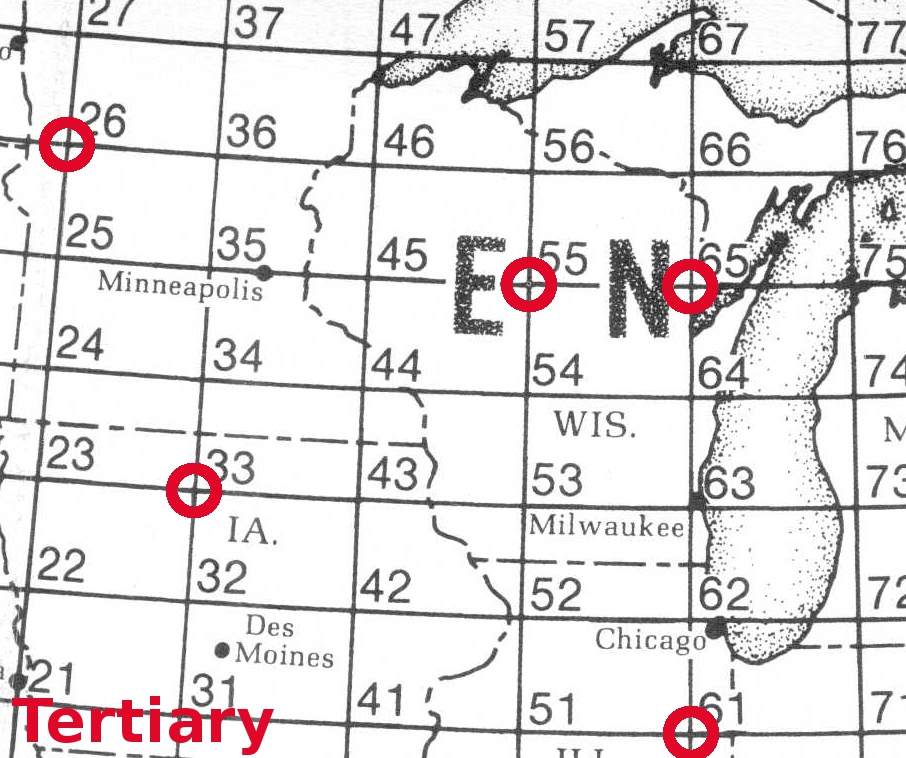 27 37 47 57 67 77
26 36 46 56 66 76
25 35 45 55 65 75
Minneapolis
E N
24 34 44 54 64 74
WIS. M
23 33 43 53 63 73
IA.
Milwaukee
22 32 42 52 62 72
Des
Moines
Chicago
21 31 41 51 61 71
Tertiary